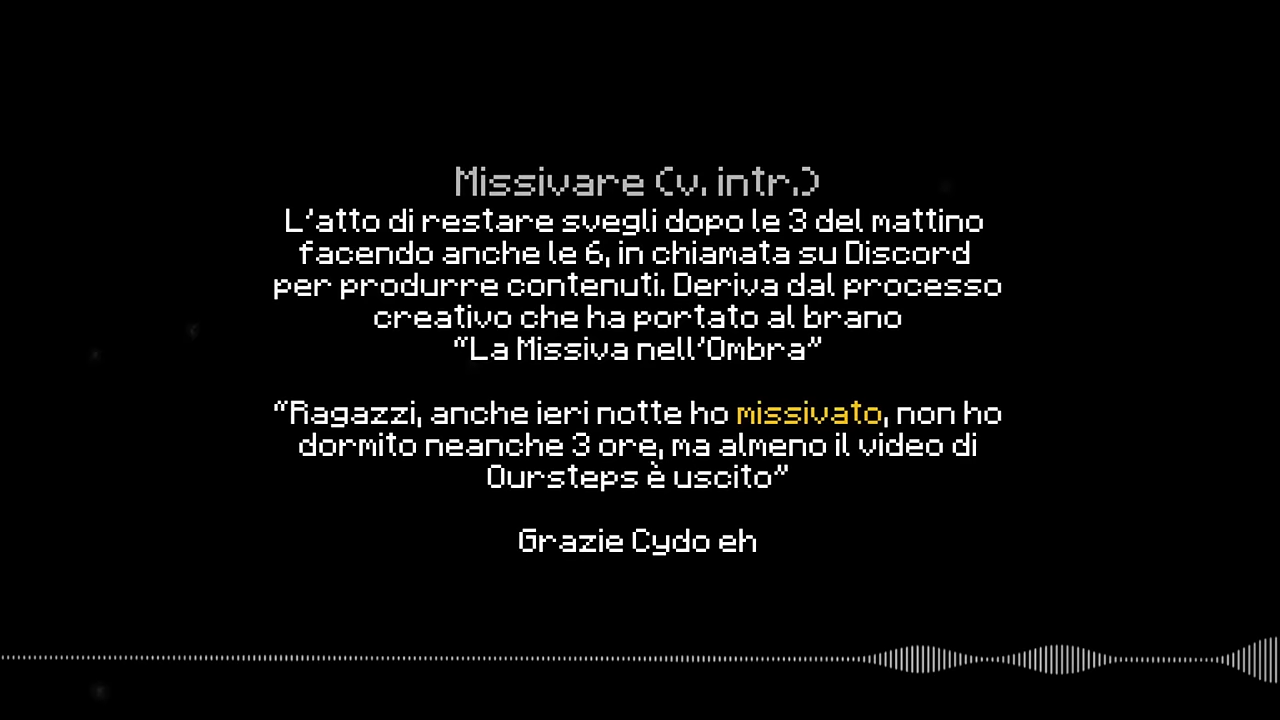 Missivare (v. intr.)
L'atto di restare svegli dopo le 3 del mattino
facendo anche le 6, in chiamata su Discord
per produrre contenuti. Deriva dal processo
creativo che ha portato al brano
“La Missiva nell'Ombra”
“Ragazzi, anche ieri notte ho missivato, non ho
dormito neanche 3 ore, ma almeno il video di
Oursteps è uscito”
Grazie Cydo eh